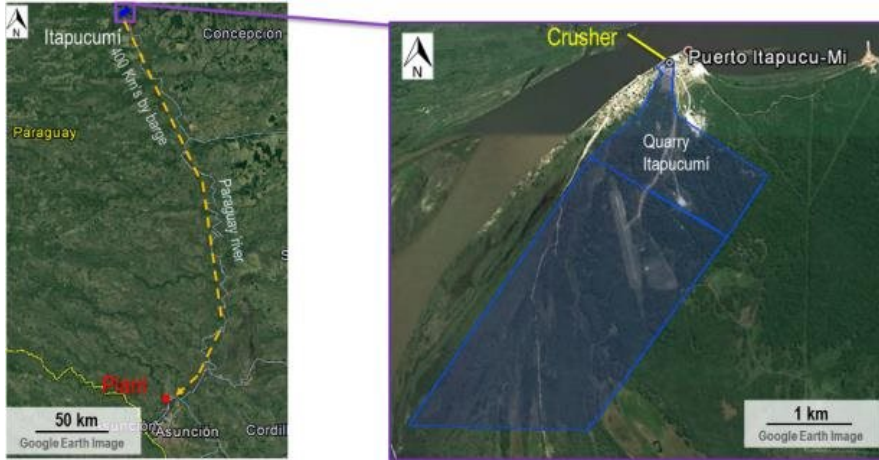 N
Itapucumí
Concepción
400 Km's by barge
Paraguay
Paraguay river
Plant
Asunción
Cordil
50 km
Google Earth Image
N
Crusher
Puerto Itapucu-Mi
Quarry
Itapucumí
1 km
Google Earth Image